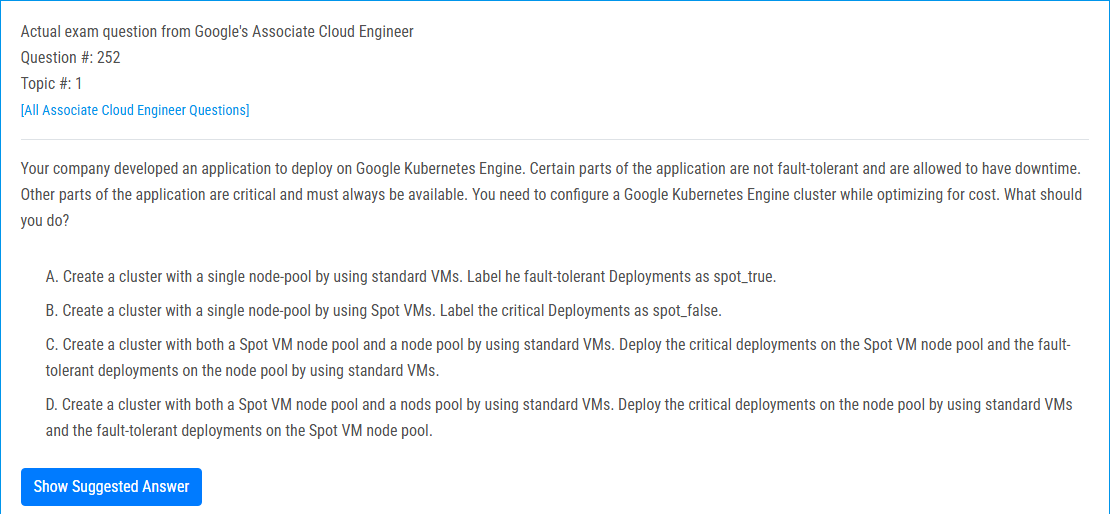 Actual exam question from Google's Associate Cloud Engineer
Question #: 252
Topic #: 1
[All Associate Cloud Engineer Questions]
Your company developed an application to deploy on Google Kubernetes Engine. Certain parts of the application are not fault-tolerant and are allowed to have downtime.
Other parts of the application are critical and must always be available. You need to configure a Google Kubernetes Engine cluster while optimizing for cost. What should
you do?
A. Create a cluster with a single node-pool by using standard VMs. Label he fault-tolerant Deployments as spot_true.
B. Create a cluster with a single node-pool by using Spot VMs. Label the critical Deployments as spot_false.
C. Create a cluster with both a Spot VM node pool and a node pool by using standard VMs. Deploy the critical deployments on the Spot VM node pool and the fault-
tolerant deployments on the node pool by using standard VMs.
D. Create a cluster with both a Spot VM node pool and a nods pool by using standard VMs. Deploy the critical deployments on the node pool by using standard VMs
and the fault-tolerant deployments on the Spot VM node pool.
Show Suggested Answer